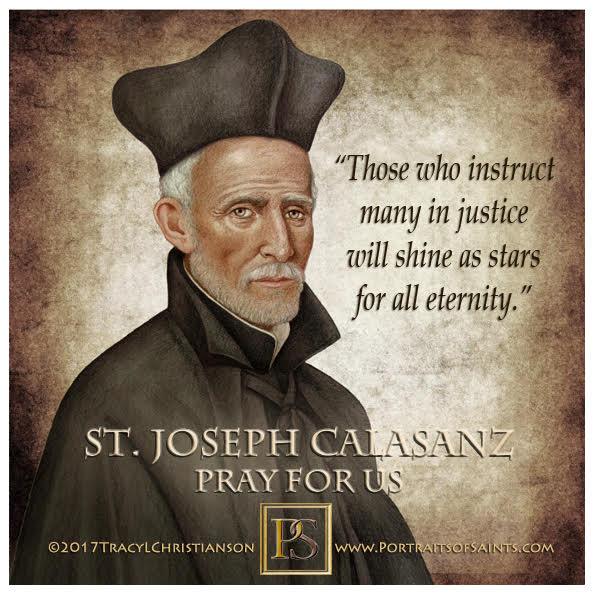 “Those who instruct
many in justice
will shine as stars
for all eternity.”
ST. JOSEPH CALASANZ
PRAY FOR US
©2017TRACYLCHRISTIANSON PS WWW.PORTRAITSOFSAINTS.COM